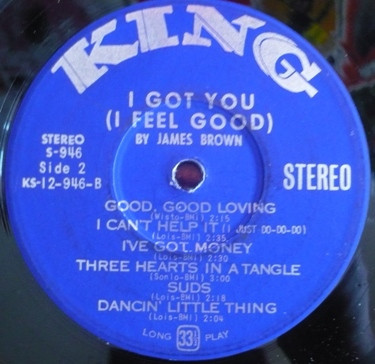 KING
I GOT YOU
(I FEEL GOOD)
BY JAMES BROWN
STEREO
S-946
Side 2
KS-12-946-B
STEREO
GOOD, GOOD LOVING
(Wisto-BMI) 2:15
I CAN'T HELP IT (I JUST DO-DO-DO)
(Lois-BMI) 2:35
I'VE GOT MONEY
(Lois-BMI) 2:30
THREE HEARTS IN A TANGLE
(Sonlo-BMI) 3:00
SUDS
(Lois-BMI) 2:18
DANCIN' LITTLE THING
(Lois-BMI) 2:04
LONG 33⅓ PLAY